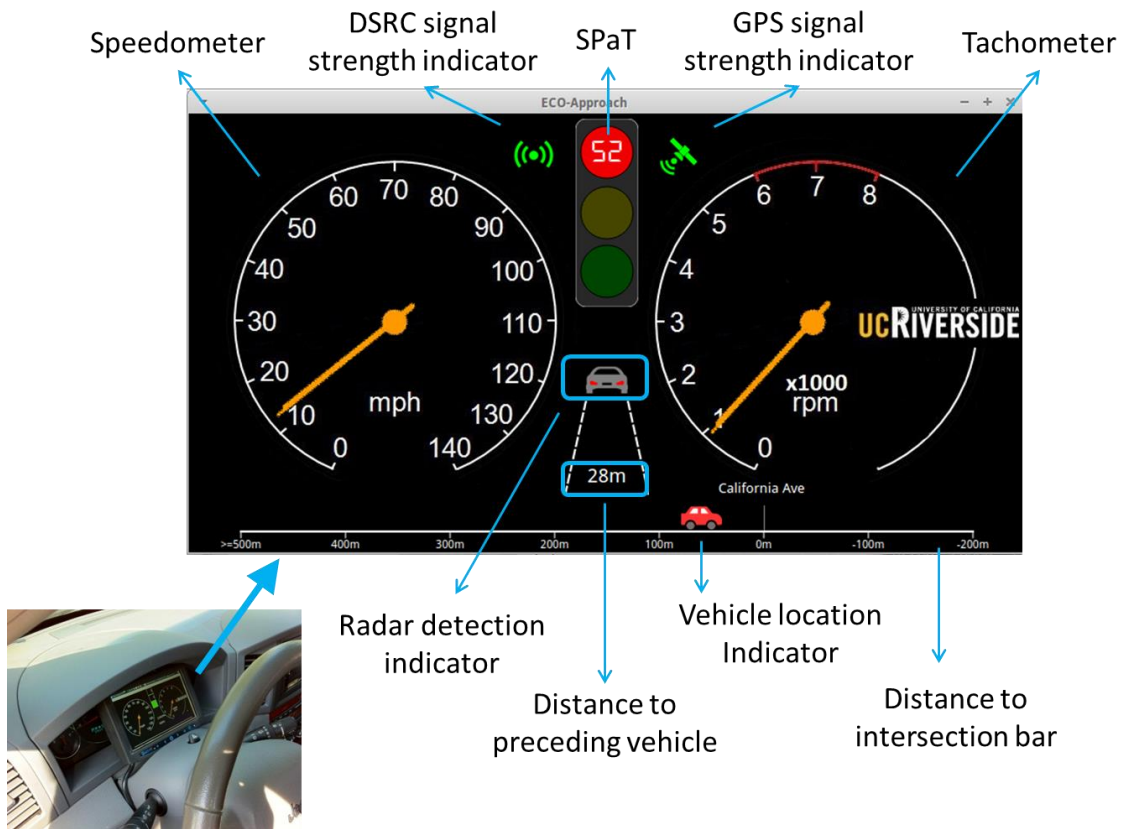 Speedometer
DSRC signal
strength indicator
SPaT
GPS signal
strength indicator
Tachometer
ECO-Approach
52
0
10
20
30
40
50
60
70
80
90
100
110
120
130
140
mph
0
1
2
3
4
5
6
7
8
x1000
rpm
UNIVERSITY OF CALIFORNIA
UCRIVERSIDE
28m
California Ave
>=500m 400m 300m 200m 100m 0m -100m -200m
Radar detection
indicator
Vehicle location
Indicator
Distance to
preceding vehicle
Distance to
intersection bar